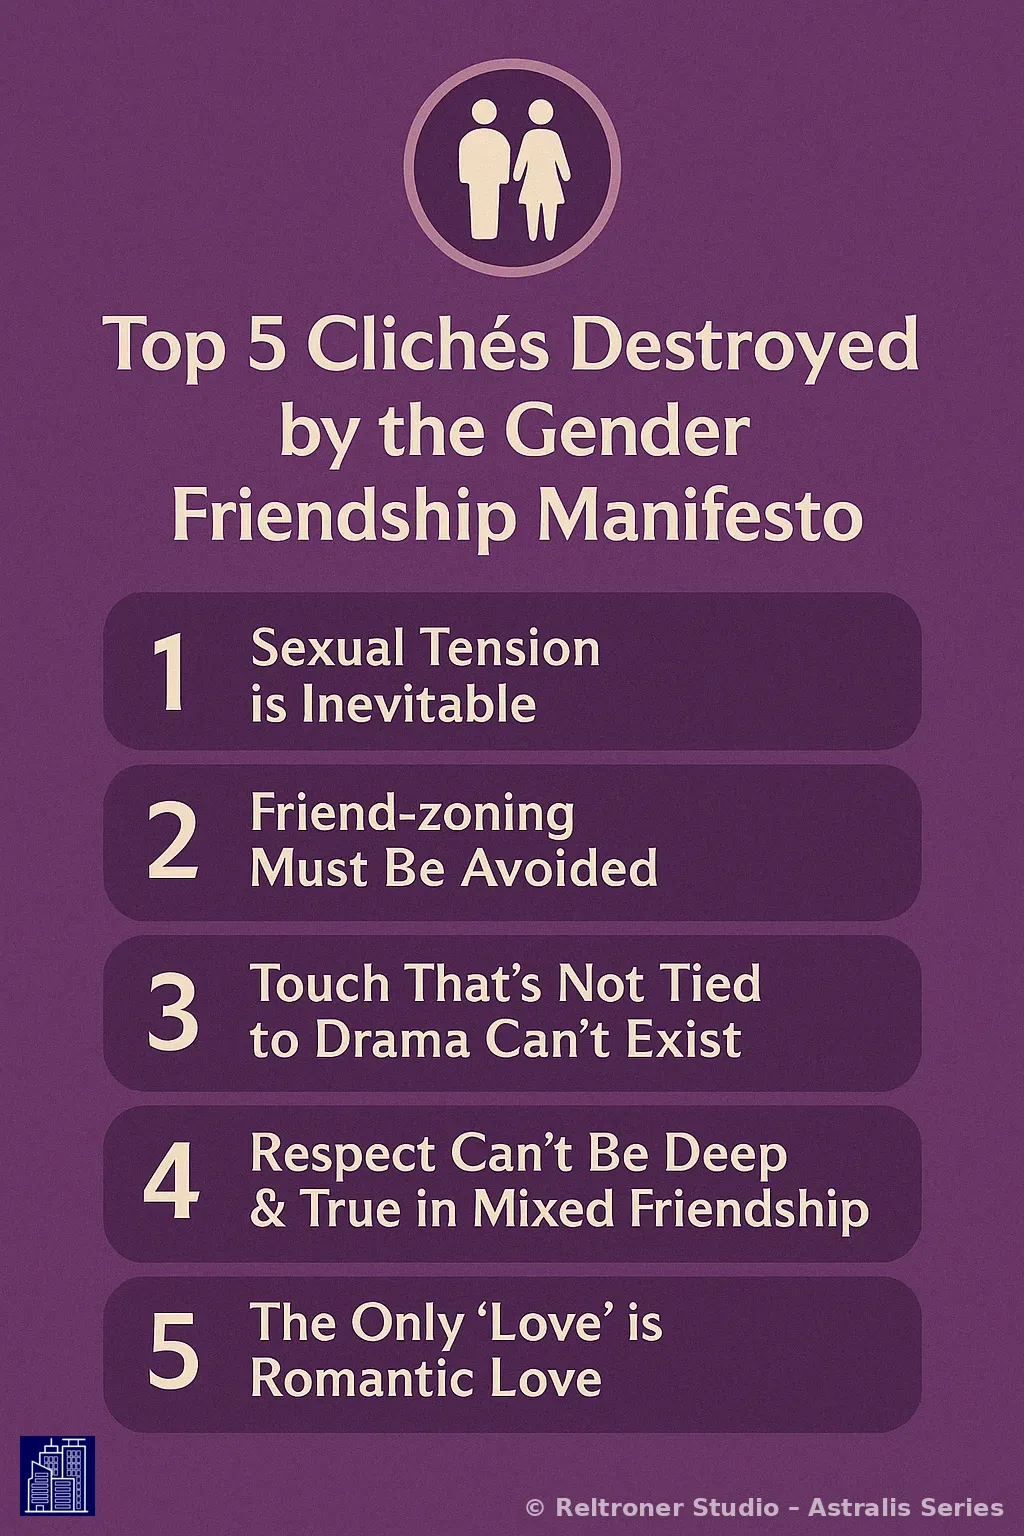 Top 5 Clichés Destroyed
by the Gender
Friendship Manifesto
1
Sexual Tension
is Inevitable
2
Friend-zoning
Must Be Avoided
3
Touch That’s Not Tied
to Drama Can’t Exist
4
Respect Can’t Be Deep
& True in Mixed Friendship
5
The Only ‘Love’ is
Romantic Love
© Reltroner Studio – Astralis Series